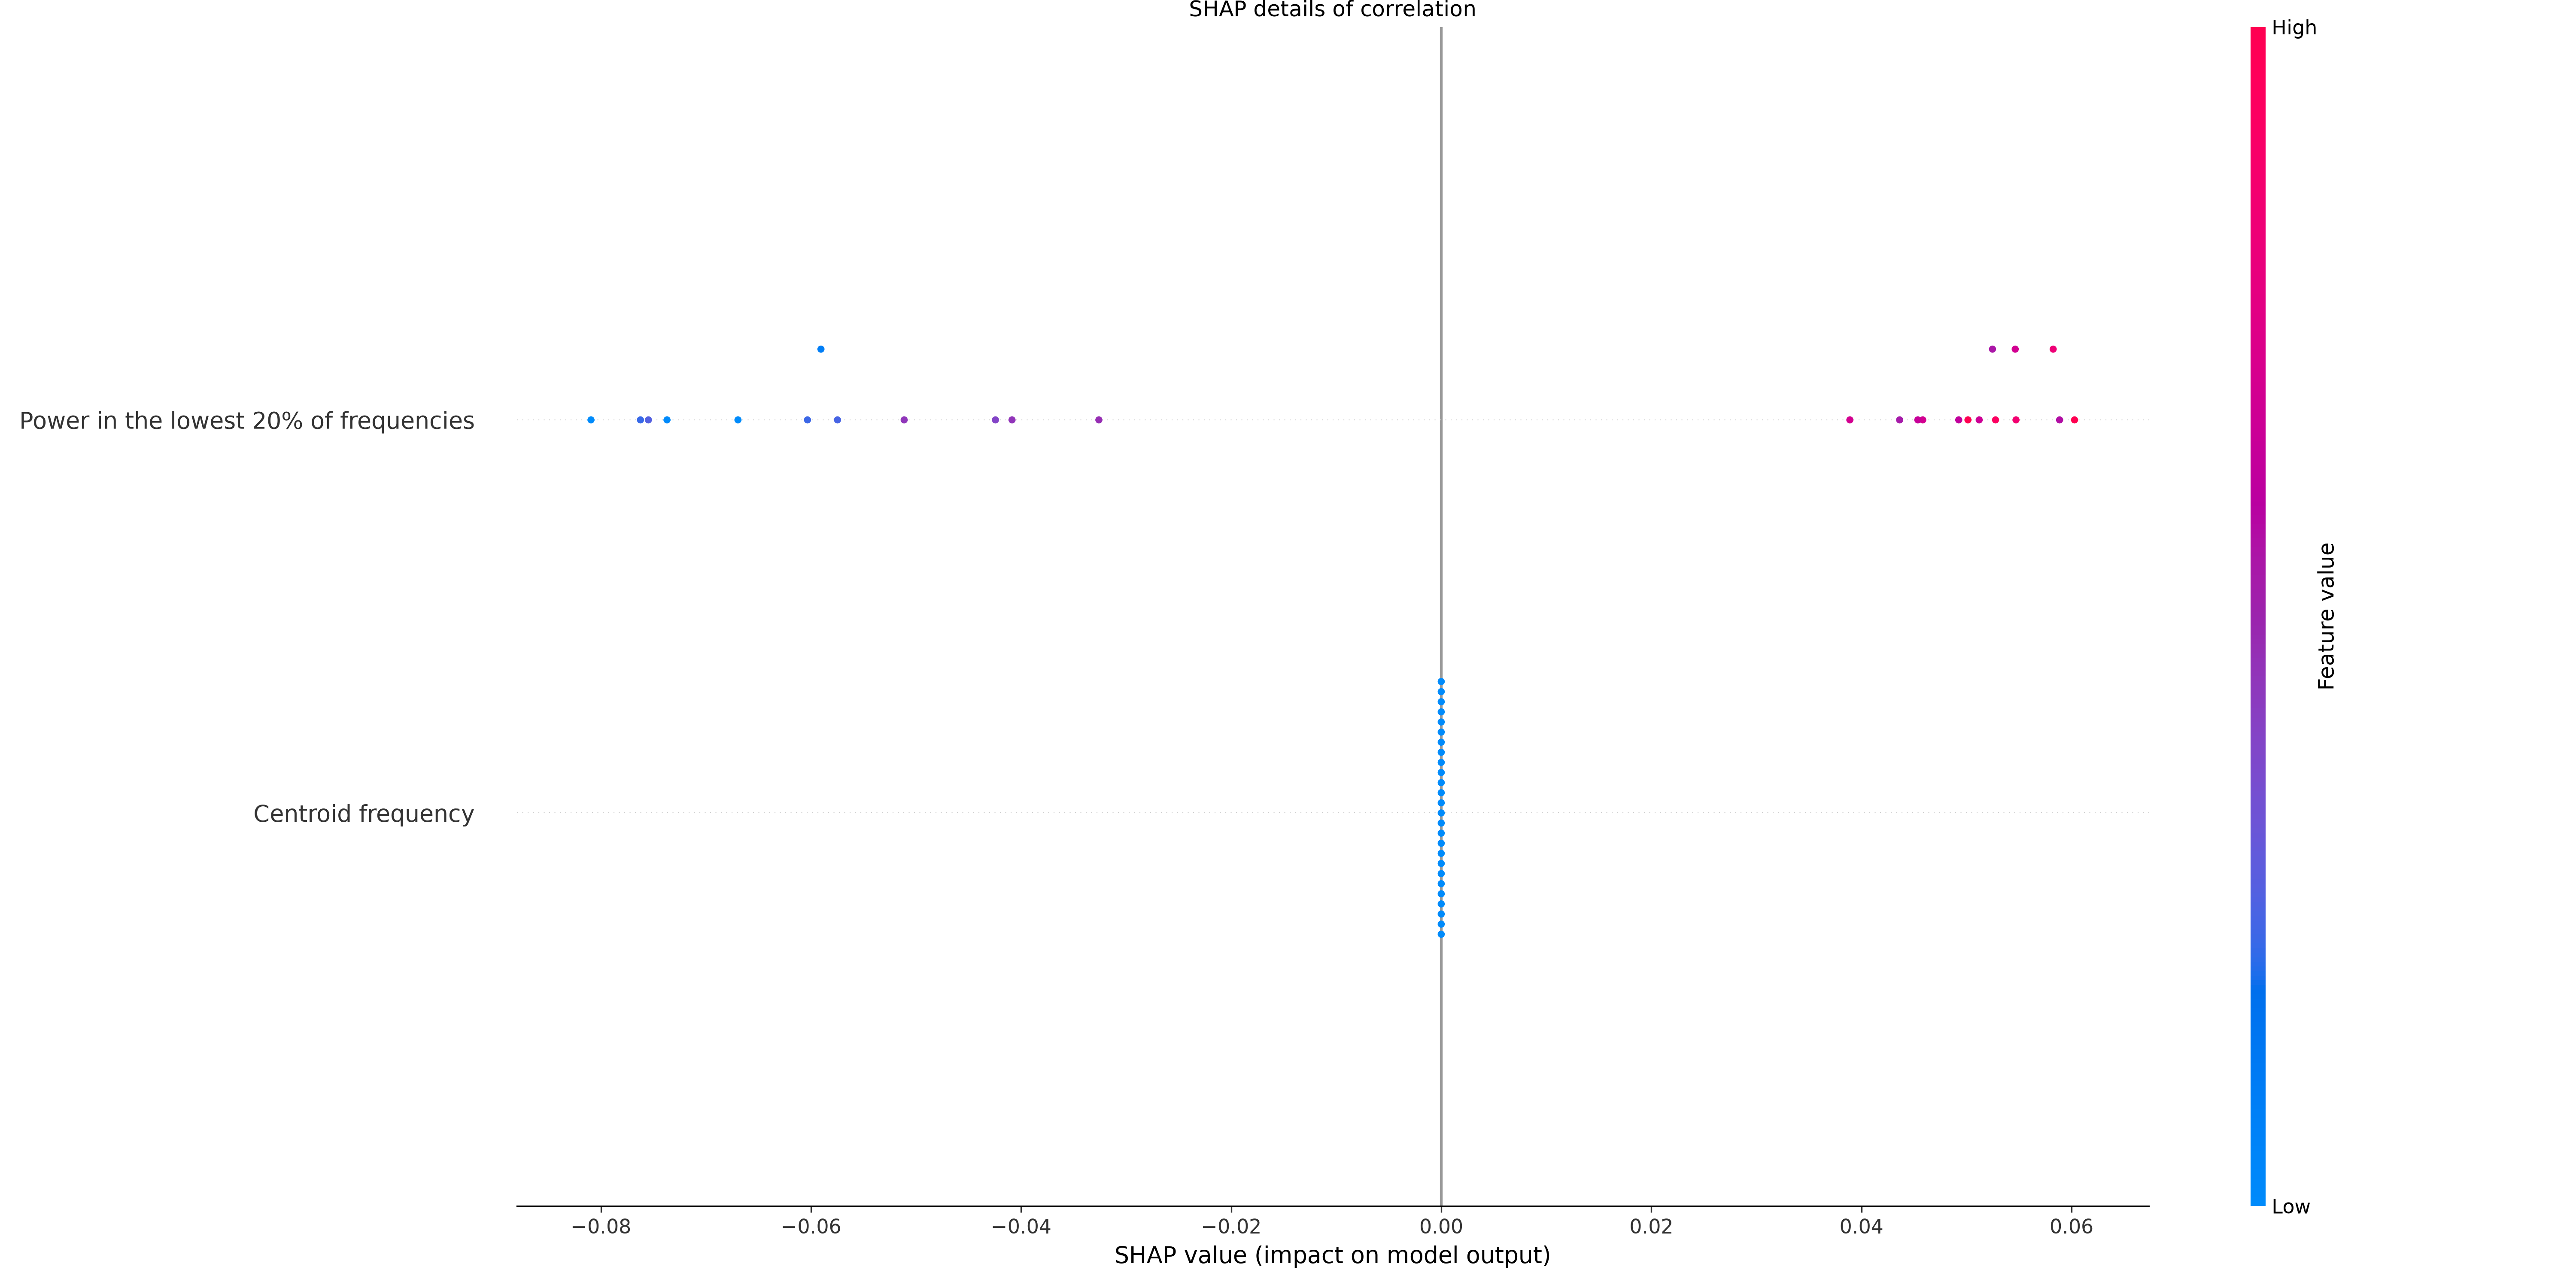 SHAP details of correlation
High
Power in the lowest 20% of frequencies
Feature value
Centroid frequency
Low
−0.08 −0.06 −0.04 −0.02 0.00 0.02 0.04 0.06
SHAP value (impact on model output)